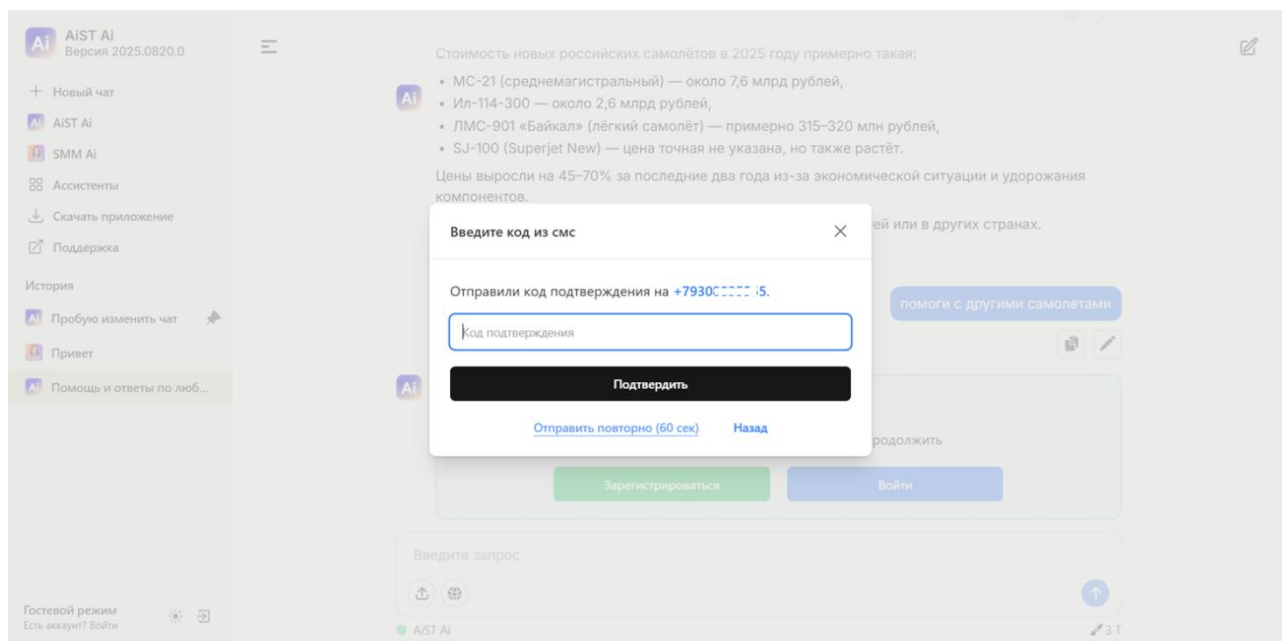 AiST Ai
Версия 2025.0820.0
Новый чат
AiST Ai
SMM Ai
Ассистенты
Скачать приложение
Поддержка
История
Пробую изменить чат
Привет
Помощь и ответы по люб...
Гостевой режим
Есть аккаунт? Войти
Стоимость новых российских самолётов в 2025 году примерно такая:
• МС-21 (среднемагистральный) — около 7,6 млрд рублей,
• Ил-114-300 — около 2,6 млрд рублей,
• ЛМС-901 «Байкал» (лёгкий самолёт) — примерно 315–320 млн рублей,
• SJ-100 (Superjet New) — цена точная не указана, но также растёт.
Цены выросли на 45–70% за последние два года из-за экономической ситуации и удорожания
компонентов.
ей или в других странах.
помоги с другими самолетами
Введите код из смс
Отправили код подтверждения на +7930 5.
Код подтверждения
Подтвердить
Отправить повторно (60 сек) Назад
родолжить
Зарегистрироваться Войти
Введите запрос
AiST Ai
3 T